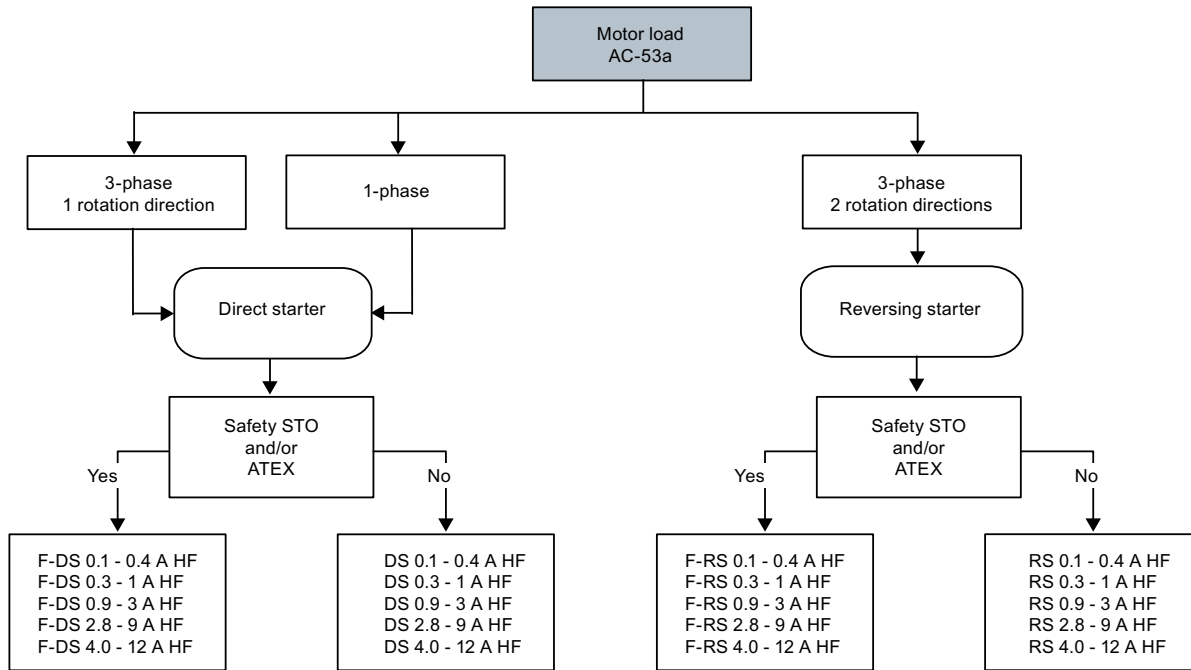 Motor load
AC-53a
3-phase
1 rotation direction
1-phase
3-phase
2 rotation directions
Direct starter
Reversing starter
Safety STO
and/or
ATEX
Yes
No
Safety STO
and/or
ATEX
Yes
No
F-DS 0.1 - 0.4 A HF
F-DS 0.3 - 1 A HF
F-DS 0.9 - 3 A HF
F-DS 2.8 - 9 A HF
F-DS 4.0 - 12 A HF
DS 0.1 - 0.4 A HF
DS 0.3 - 1 A HF
DS 0.9 - 3 A HF
DS 2.8 - 9 A HF
DS 4.0 - 12 A HF
F-RS 0.1 - 0.4 A HF
F-RS 0.3 - 1 A HF
F-RS 0.9 - 3 A HF
F-RS 2.8 - 9 A HF
F-RS 4.0 - 12 A HF
RS 0.1 - 0.4 A HF
RS 0.3 - 1 A HF
RS 0.9 - 3 A HF
RS 2.8 - 9 A HF
RS 4.0 - 12 A HF